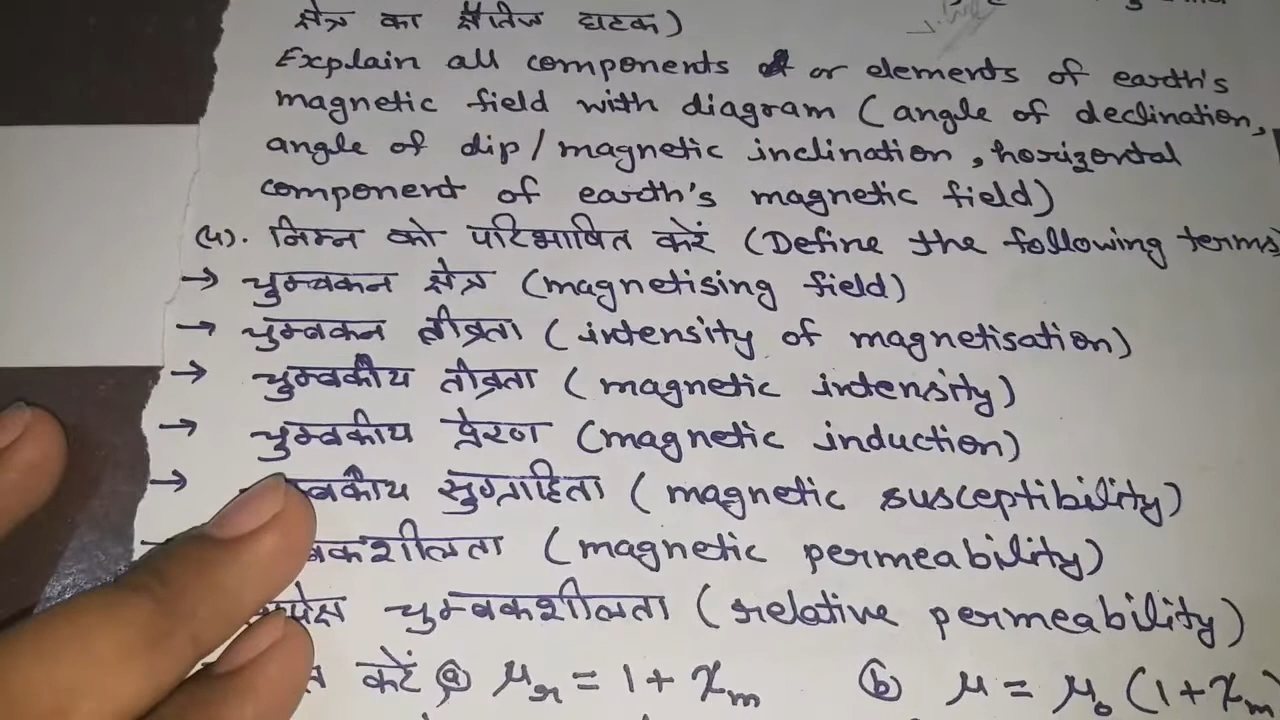 क्षेत्र का क्षैतिज घटक)
Explain all components or elements of earth's
magnetic field with diagram (angle of declination,
angle of dip/magnetic inclination, horizontal
component of earth's magnetic field)
(4). निम्न को परिभाषित करें (Define the following terms)
→ चुम्बकन क्षेत्र (magnetising field)
→ चुम्बकन तीव्रता (intensity of magnetisation)
→ चुम्बकीय तीव्रता (magnetic intensity)
→ चुम्बकीय प्रेरण (magnetic induction)
→ म्बकीय सुग्राहिता (magnetic susceptibility)
→ बकशीलता (magnetic permeability)
पेक्ष चुम्बकशीलता (relative permeability)
करें ⓐ μr = 1 + χm ⓑ μ = μ₀ (1+χm)